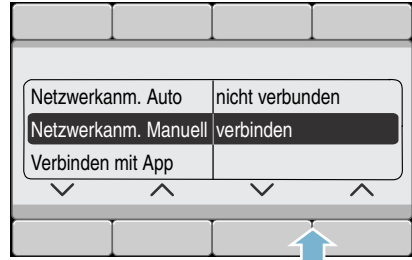 Netzwerkanm. Auto nicht verbunden
Netzwerkanm. Manuell verbinden
Verbinden mit App